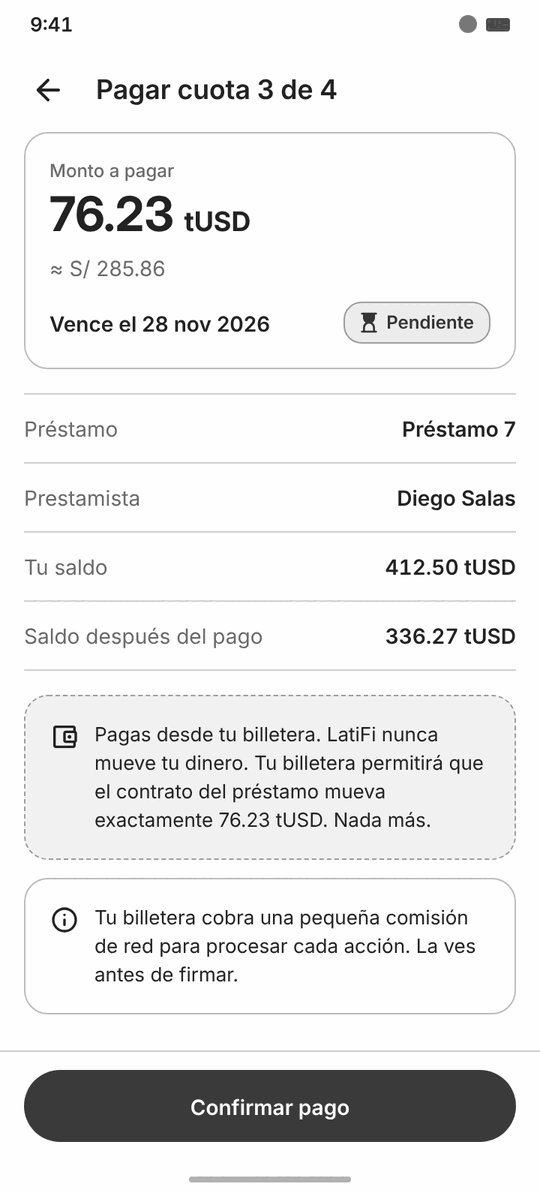 9:41
Pagar cuota 3 de 4
Monto a pagar
76.23 tUSD
≈ S/ 285.86
Vence el 28 nov 2026
Pendiente
Préstamo
Préstamo 7
Prestamista
Diego Salas
Tu saldo
412.50 tUSD
Saldo después del pago
336.27 tUSD
Pagas desde tu billetera. LatiFi nunca
mueve tu dinero. Tu billetera permitirá que
el contrato del préstamo mueva
exactamente 76.23 tUSD. Nada más.
Tu billetera cobra una pequeña comisión
de red para procesar cada acción. La ves
antes de firmar.
Confirmar pago